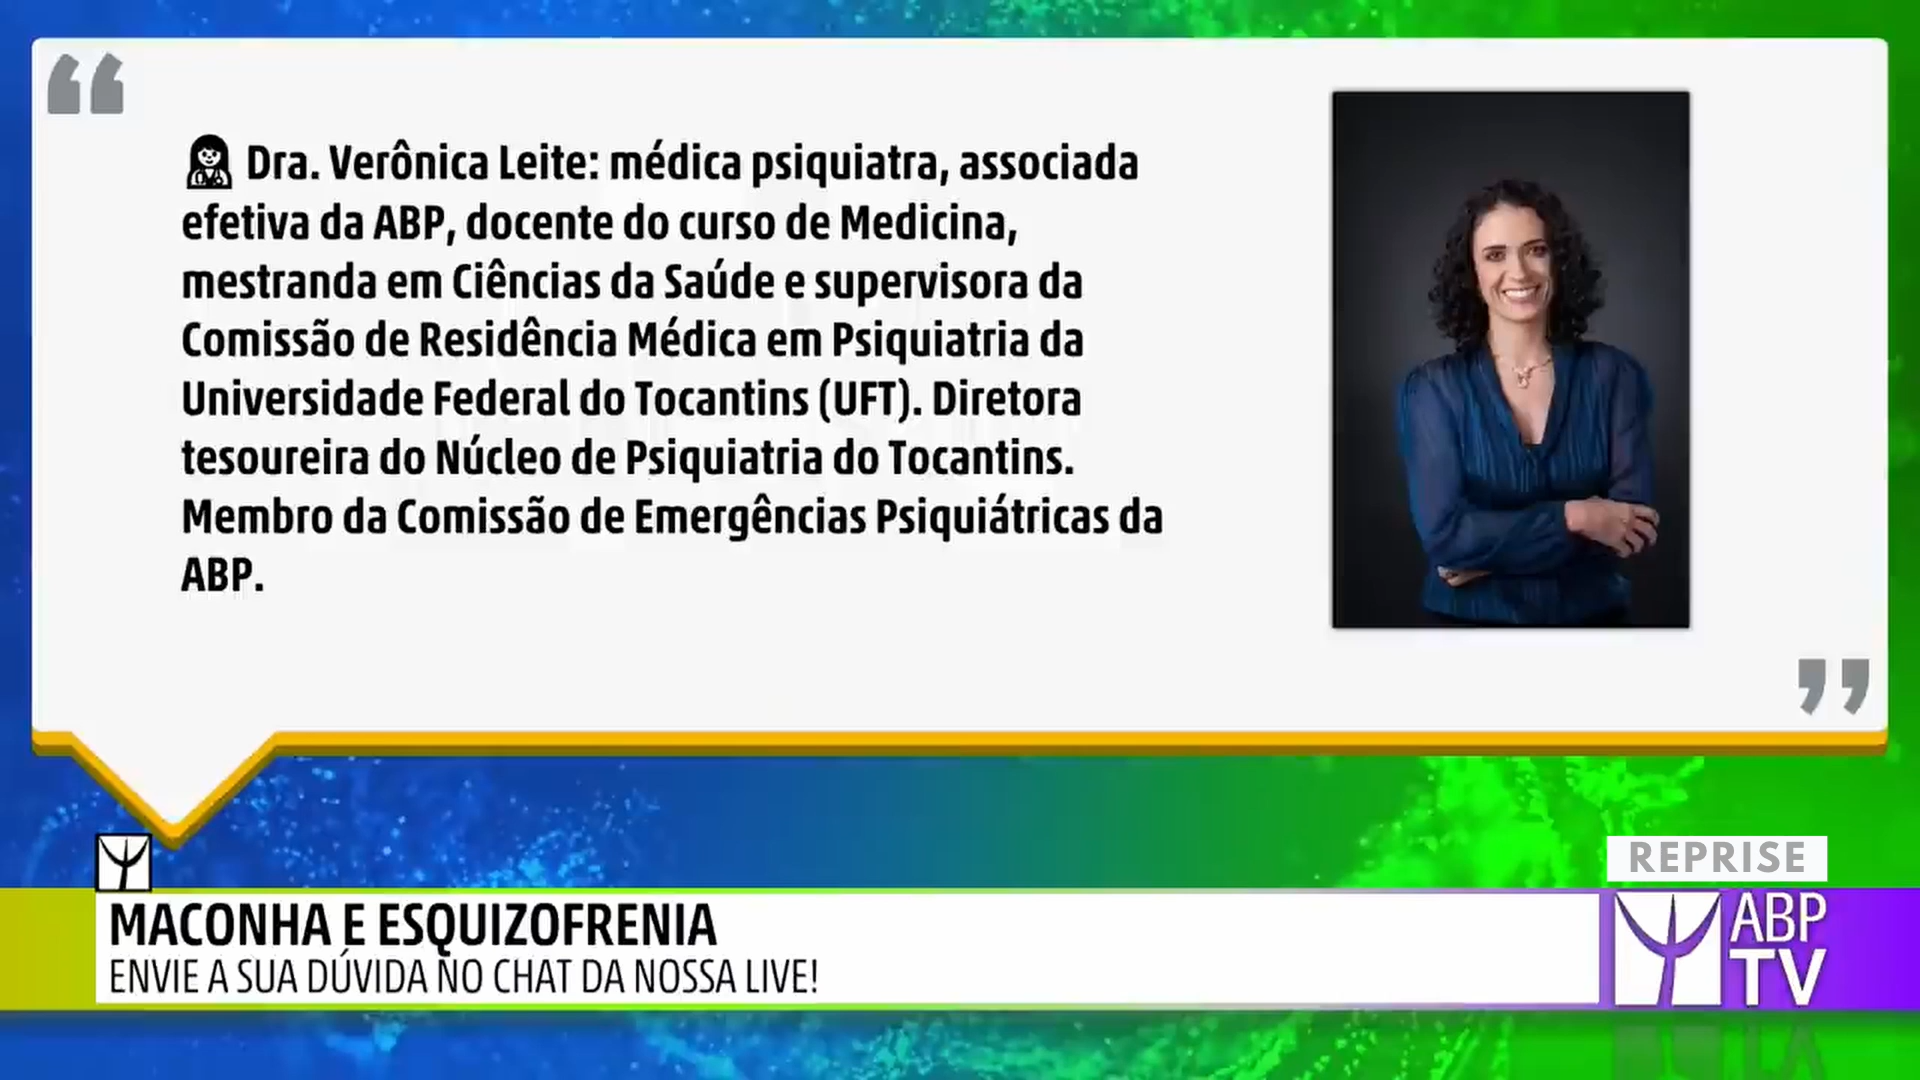 Dra. Verônica Leite: médica psiquiatra, associada
efetiva da ABP, docente do curso de Medicina,
mestranda em Ciências da Saúde e supervisora da
Comissão de Residência Médica em Psiquiatria da
Universidade Federal do Tocantins (UFT). Diretora
tesoureira do Núcleo de Psiquiatria do Tocantins.
Membro da Comissão de Emergências Psiquiátricas da
ABP.
REPRISE
MACONHA E ESQUIZOFRENIA
ENVIE A SUA DÚVIDA NO CHAT DA NOSSA LIVE!
ABP
TV